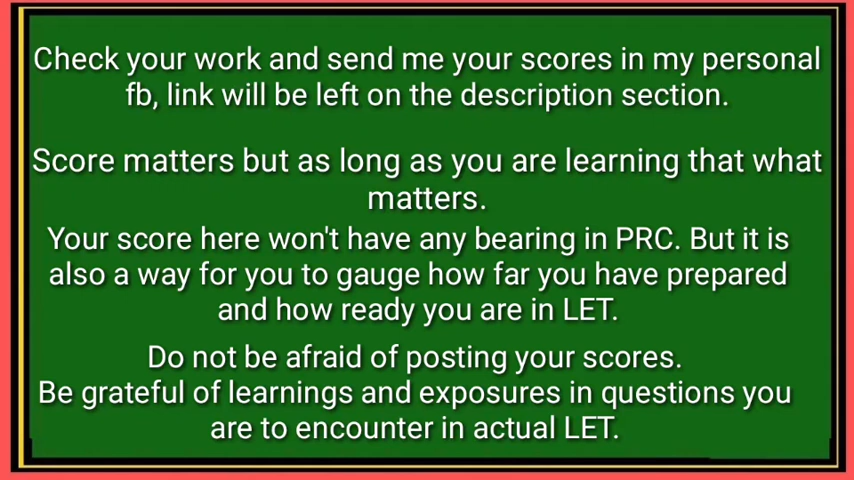 Check your work and send me your scores in my personal
fb, link will be left on the description section.
Score matters but as long as you are learning that what
matters.
Your score here won't have any bearing in PRC. But it is
also a way for you to gauge how far you have prepared
and how ready you are in LET.
Do not be afraid of posting your scores.
Be grateful of learnings and exposures in questions you
are to encounter in actual LET.